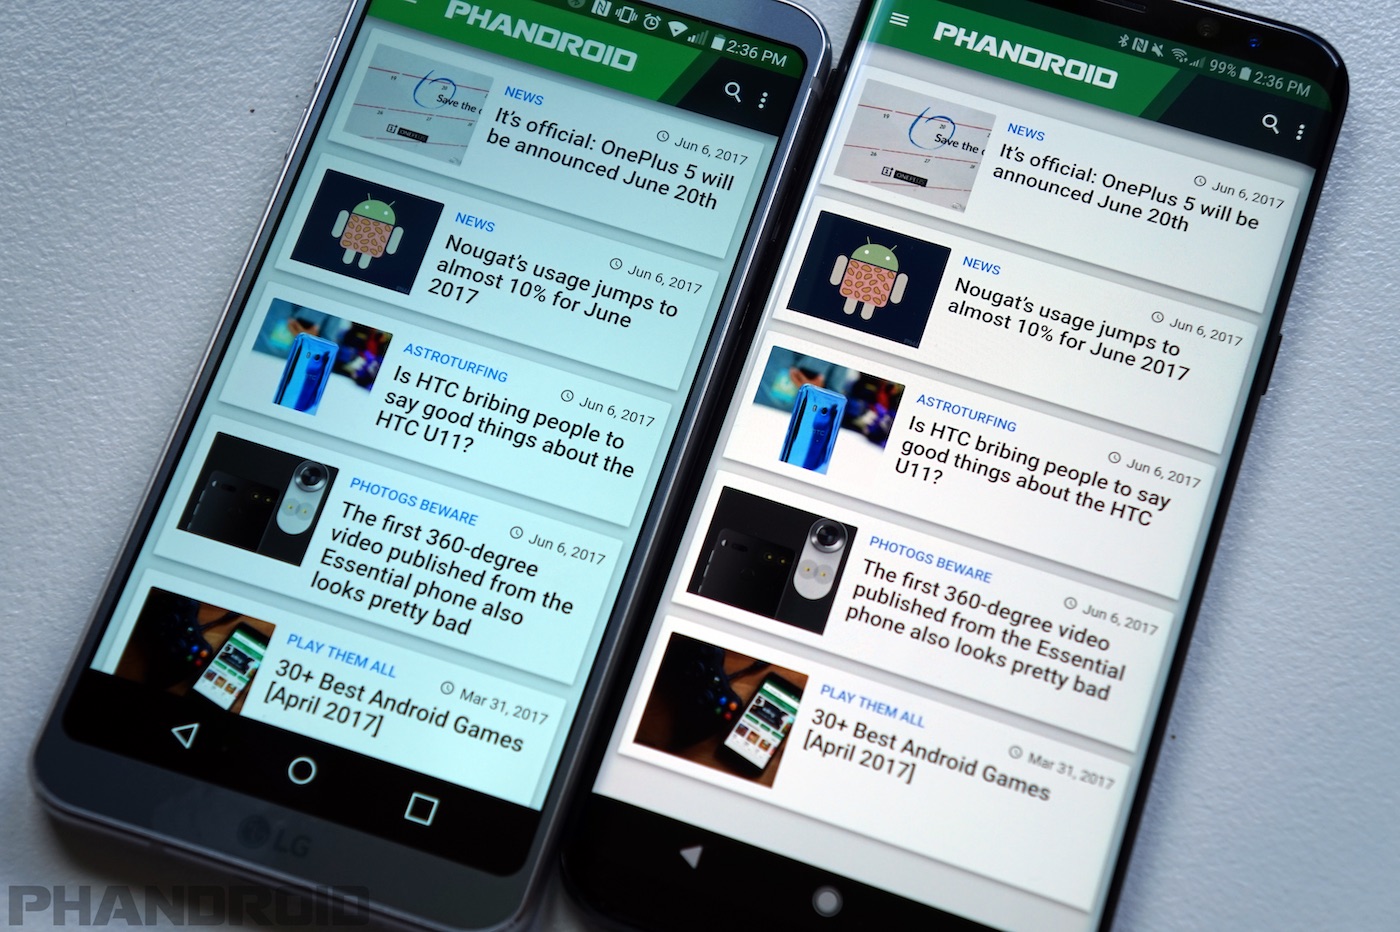 PHANDROID
2:36 PM
NEWS
Jun 6, 2017
It's official: OnePlus 5 will
be announced June 20th
Save the
ONEPLUS
NEWS
Jun 6, 2017
Nougat's usage jumps to
almost 10% for June
2017
ASTROTURFING
Jun 6, 2017
Is HTC bribing people to
say good things about the
HTC U11?
PHOTOGS BEWARE
Jun 6, 2017
The first 360-degree
video published from the
Essential phone also
looks pretty bad
PLAY THEM ALL
Mar 31, 2017
30+ Best Android Games
[April 2017]
LG
PHANDROID
99% 2:36 PM
NEWS
Jun 6, 2017
It's official: OnePlus 5 will be
announced June 20th
Save the
ONEPLUS
NEWS
Jun 6, 2017
Nougat's usage jumps to
almost 10% for June 2017
ASTROTURFING
Jun 6, 2017
Is HTC bribing people to say
good things about the HTC
U11?
PHOTOGS BEWARE
Jun 6, 2017
The first 360-degree video
published from the Essential
phone also looks pretty bad
PLAY THEM ALL
Mar 31, 2017
30+ Best Android Games
[April 2017]
PHANDROID